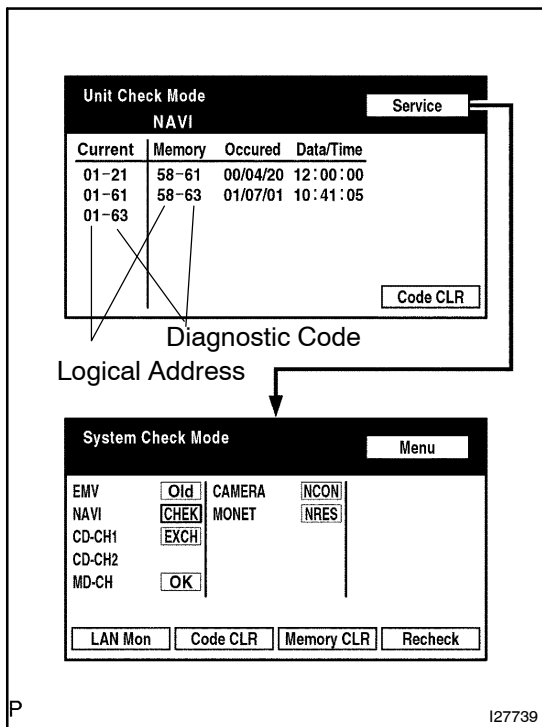 Unit Check Mode
Service
NAVI
Current Memory Occured Data/Time
01-21 58-61 00/04/20 12:00:00
01-61 58-63 01/07/01 10:41:05
01-63
Code CLR
Diagnostic Code
Logical Address
System Check Mode
Menu
EMV Old CAMERA NCON
NAVI CHEK MONET NRES
CD-CH1 EXCH
CD-CH2
MD-CH OK
LAN Mon Code CLR Memory CLR Recheck
P
I27739